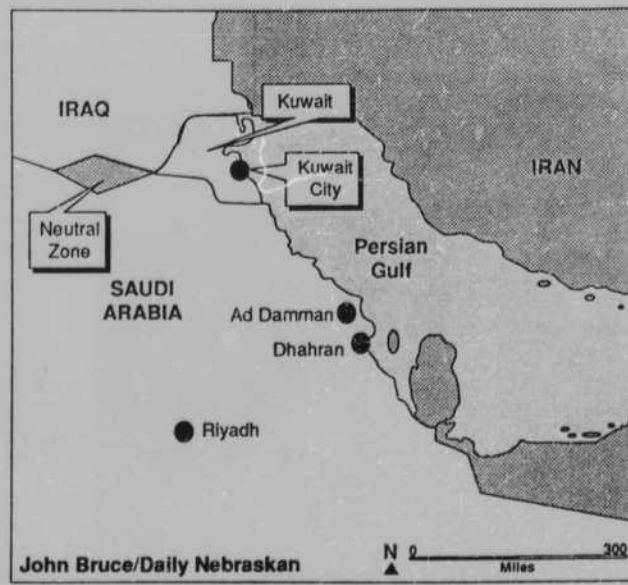 IRAQ
Kuwait
Kuwait
City
IRAN
Neutral
Zone
Persian
Gulf
SAUDI
ARABIA
Ad Damman
Dhahran
Riyadh
John Bruce/Daily Nebraskan
N
0 300
Miles